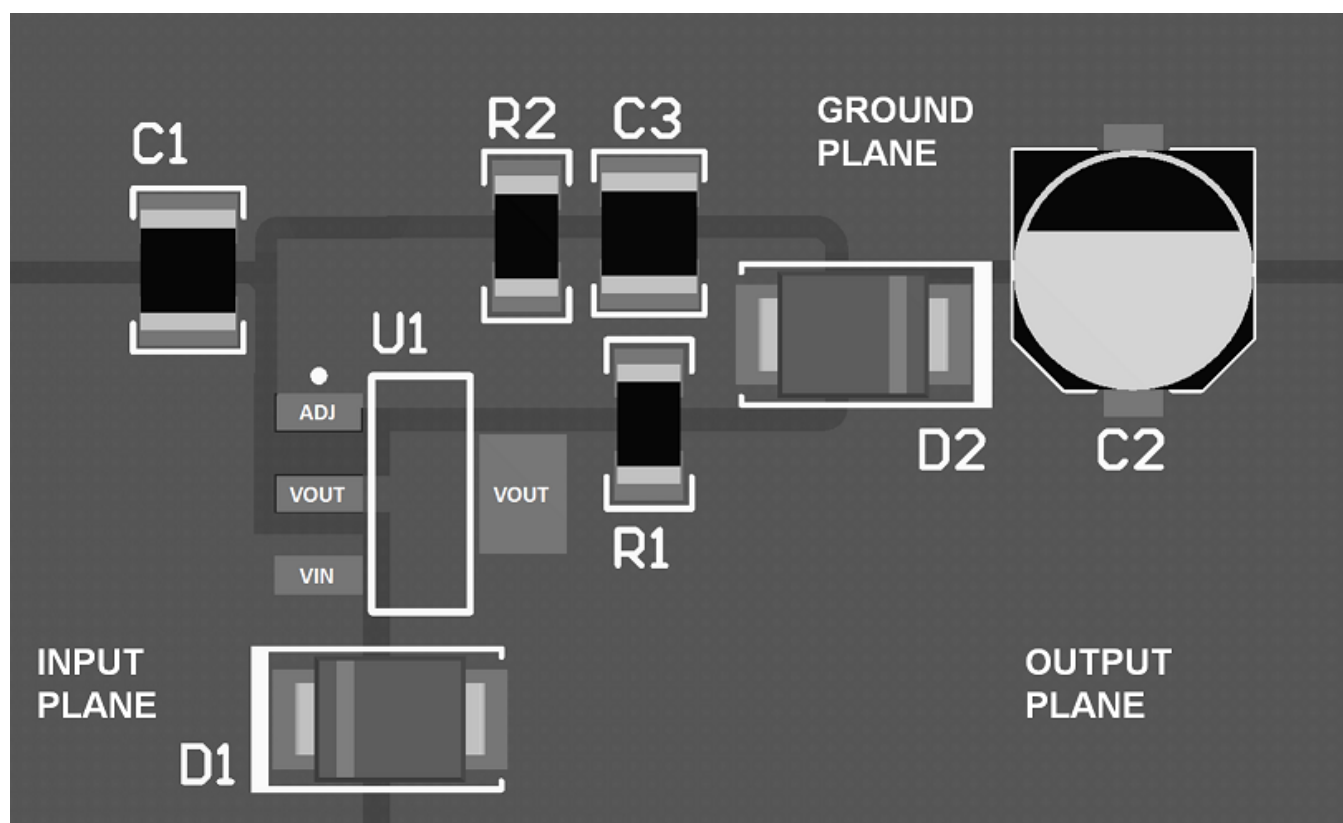 C1
R2
C3
GROUND
PLANE
U1
ADJ
VOUT
VOUT
VIN
R1
D2
C2
INPUT
PLANE
D1
OUTPUT
PLANE